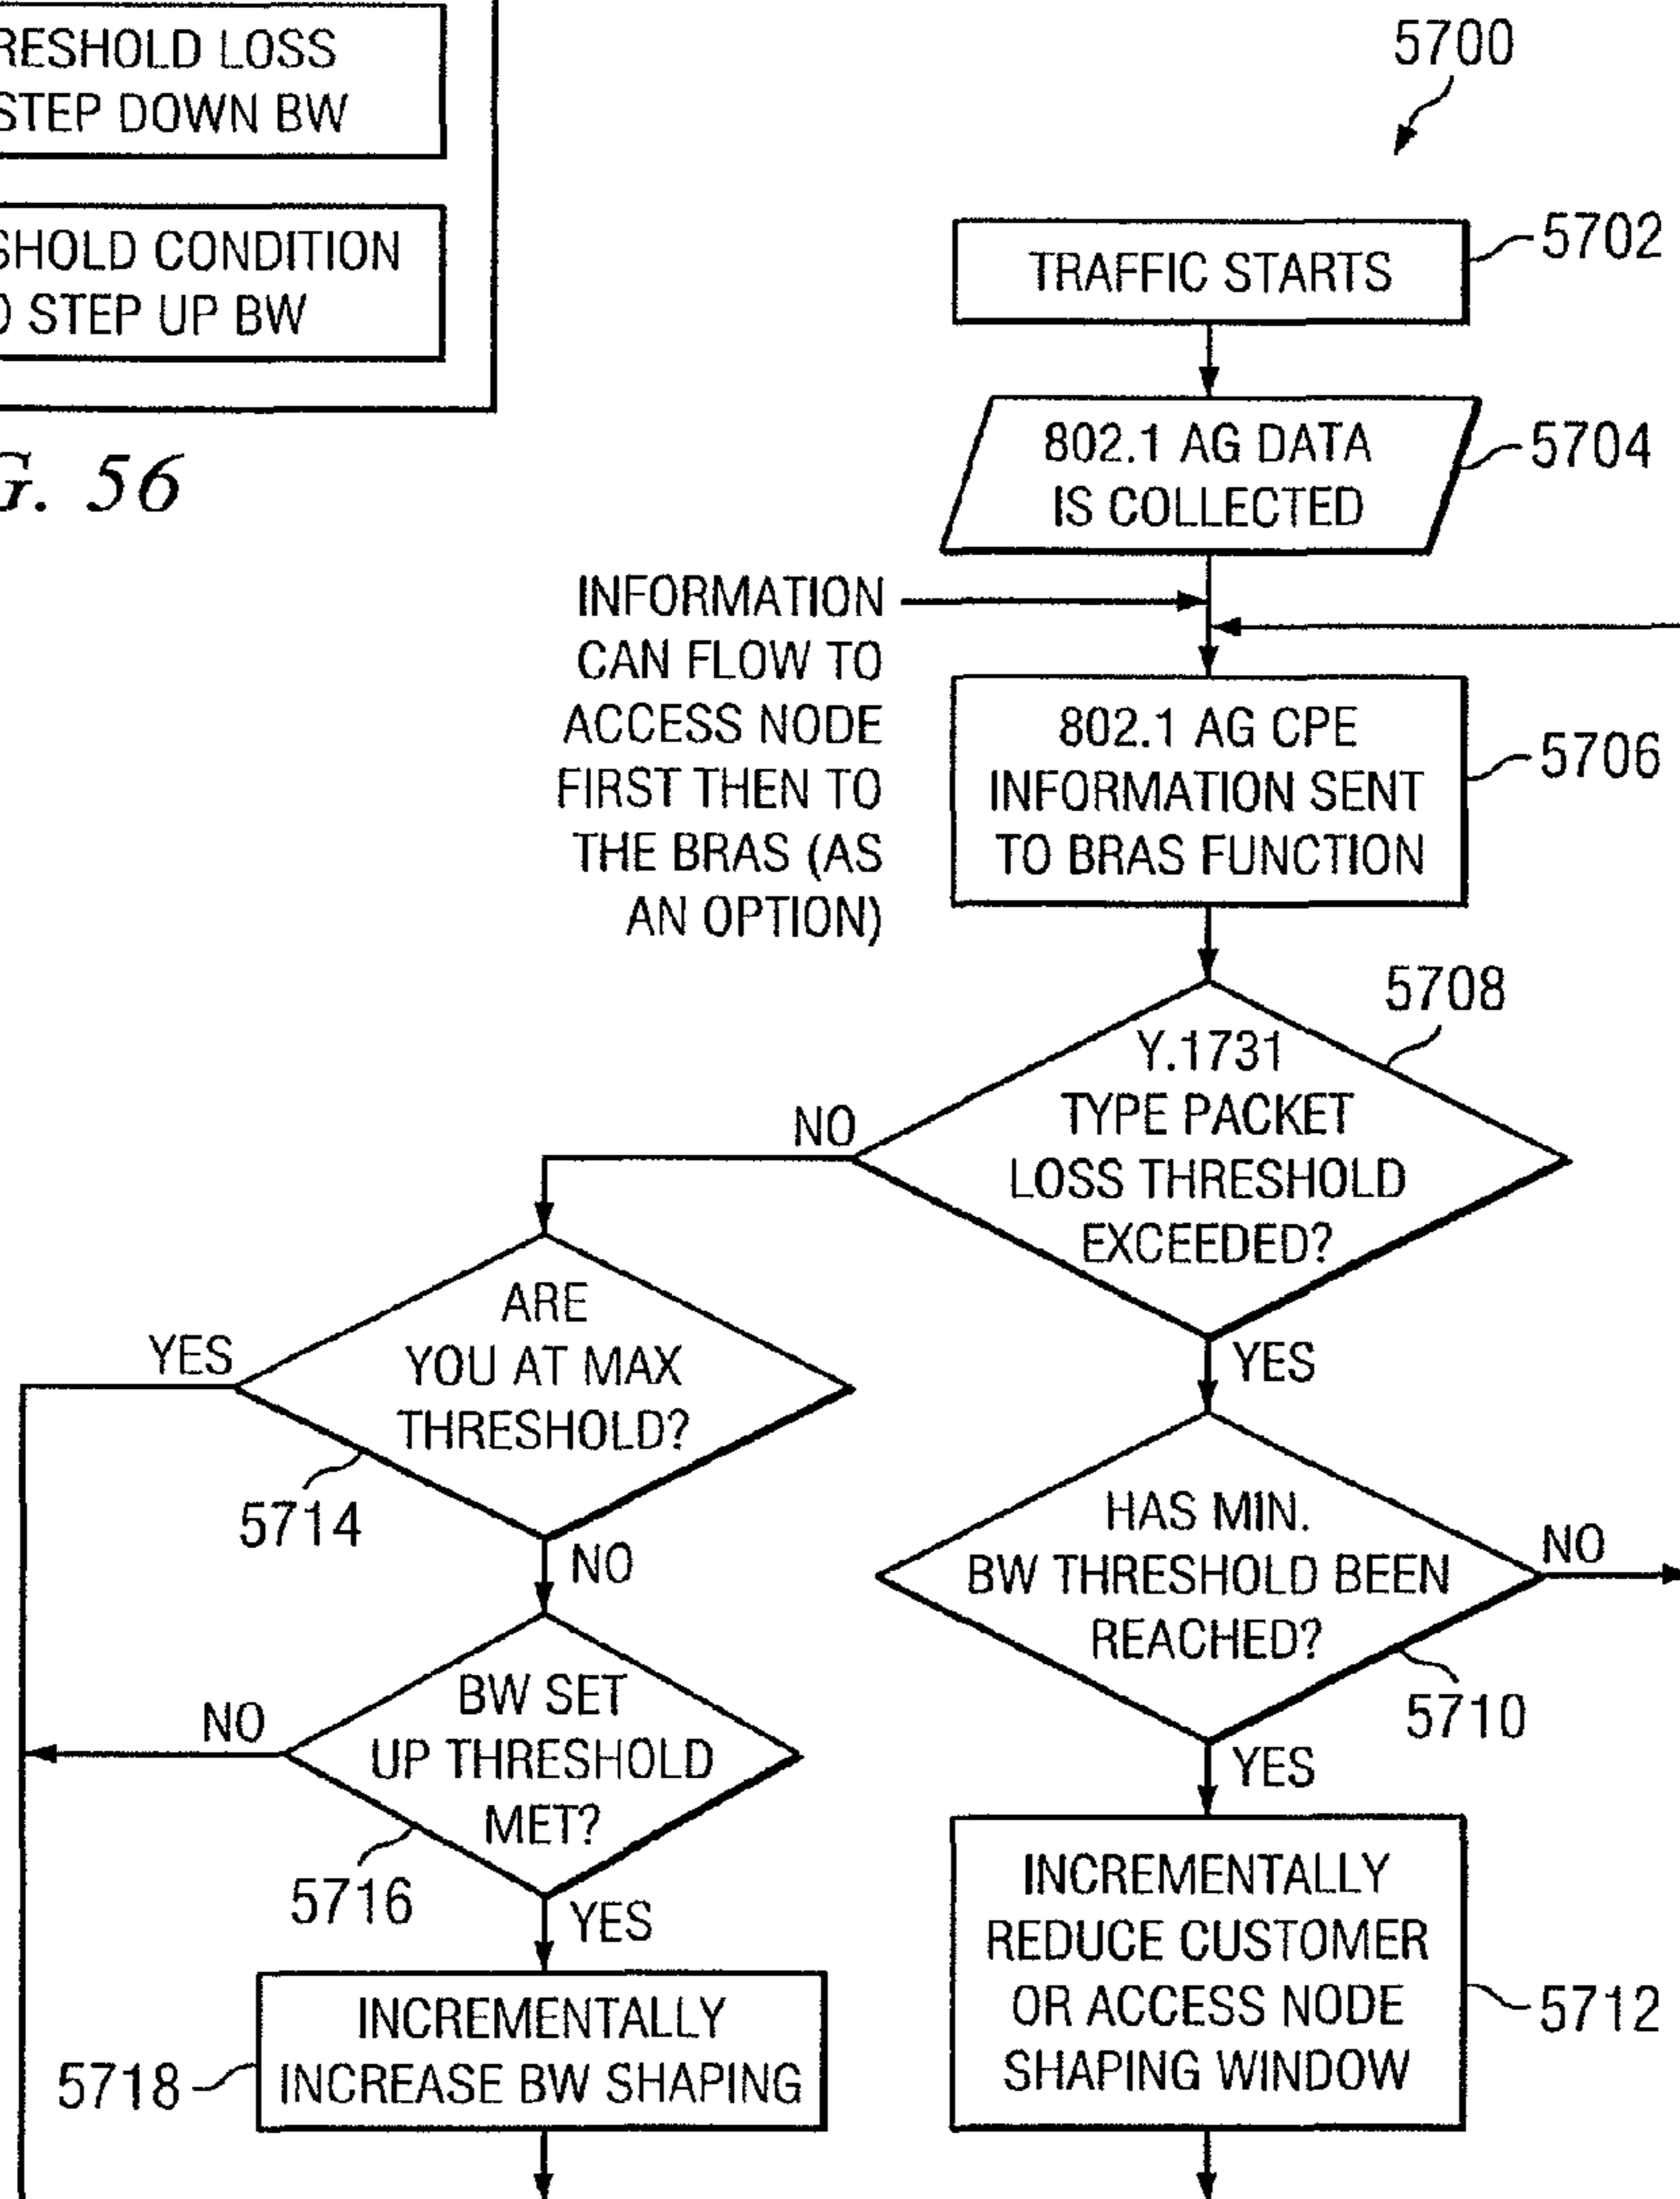 LOSS
STEP DOWN BW
CONDITION
STEP UP BW
56
5700
TRAFFIC STARTS
5702
802.1 AG DATA
IS COLLECTED
5704
INFORMATION
CAN FLOW TO
ACCESS NODE
FIRST THEN TO
THE BRAS (AS
AN OPTION)
802.1 AG CPE
INFORMATION SENT
TO BRAS FUNCTION
5706
5708
Y.1731
TYPE PACKET
LOSS THRESHOLD
EXCEEDED?
NO
YES
ARE
YOU AT MAX
THRESHOLD?
YES
5714
NO
HAS MIN.
BW THRESHOLD BEEN
REACHED?
NO
5710
YES
BW SET
UP THRESHOLD
MET?
NO
5716
YES
INCREMENTALLY
INCREASE BW SHAPING
5718
INCREMENTALLY
REDUCE CUSTOMER
OR ACCESS NODE
SHAPING WINDOW
5712